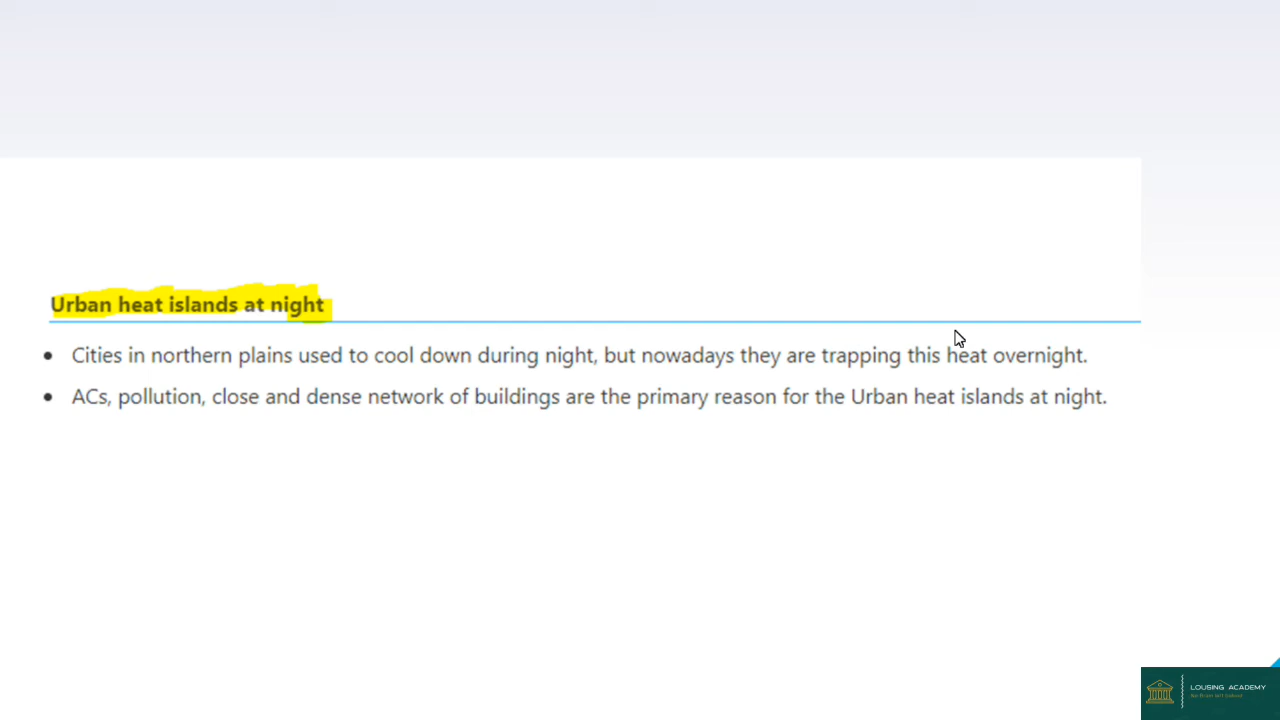 Urban heat islands at night
Cities in northern plains used to cool down during night, but nowadays they are trapping this heat overnight.
ACs, pollution, close and dense network of buildings are the primary reason for the Urban heat islands at night.
LOUSING ACADEMY